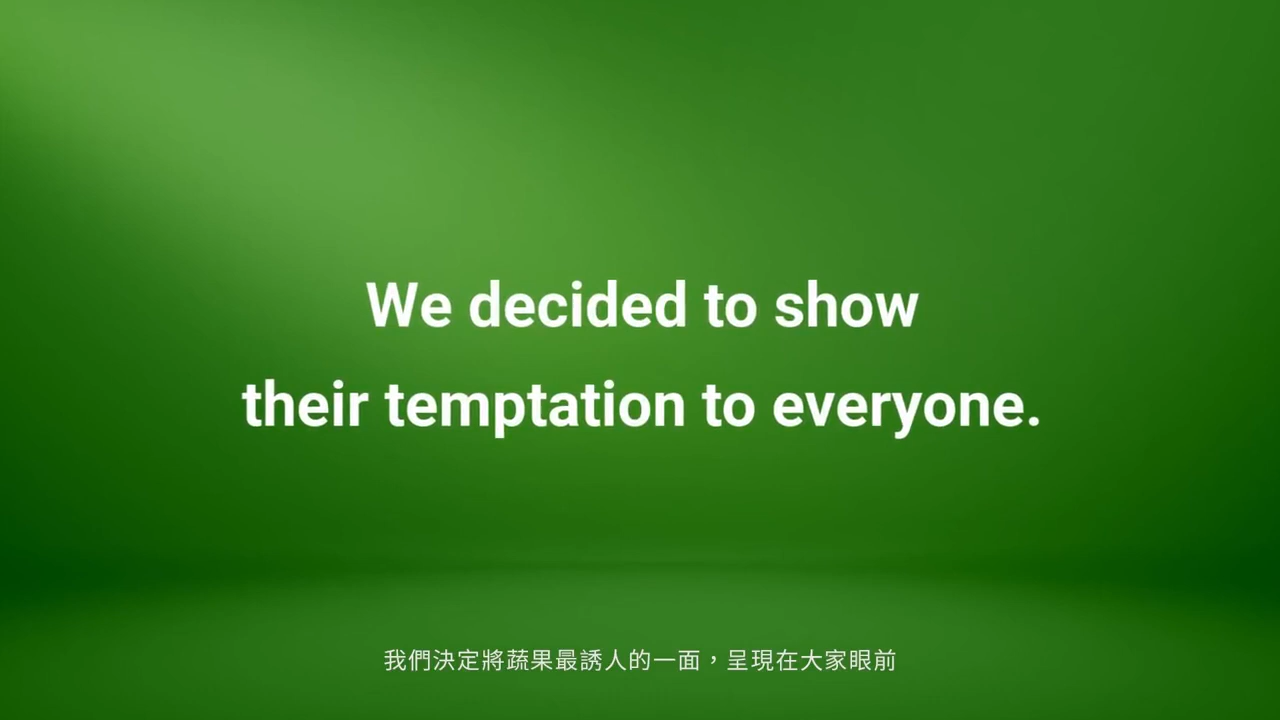 We decided to show
their temptation to everyone.
我們決定將蔬果最誘人的一面，呈現在大家眼前